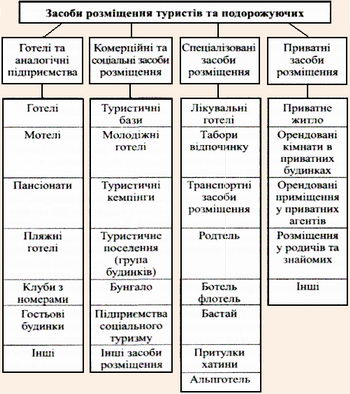 Засоби розміщення туристів та подорожуючих
Готелі та
аналогічні
підприємства
Комерційні та
соціальні засоби
розміщення
Спеціалізовані
засоби
розміщення
Приватні
засоби
розміщення
Готелі
Мотелі
Пансіонати
Пляжні
готелі
Клуби з
номерами
Гостьові
будинки
Інші
Туристичні
бази
Молодіжні
готелі
Туристичні
кемпінги
Туристичне
поселення
(група
будинків)
Бунгало
Підприємства
соціального
туризму
Інші засоби
розміщення
Лікувальні
готелі
Табори
відпочинку
Транспортні
засоби
розміщення
Родтель
Ботель
флотель
Бастай
Притулки
хатини
Альпготель
Приватне
житло
Орендовані
кімнати в
приватних
будинках
Орендовані
приміщення
у приватних
агентів
Розміщення
у родичів та
знайомих
Інші